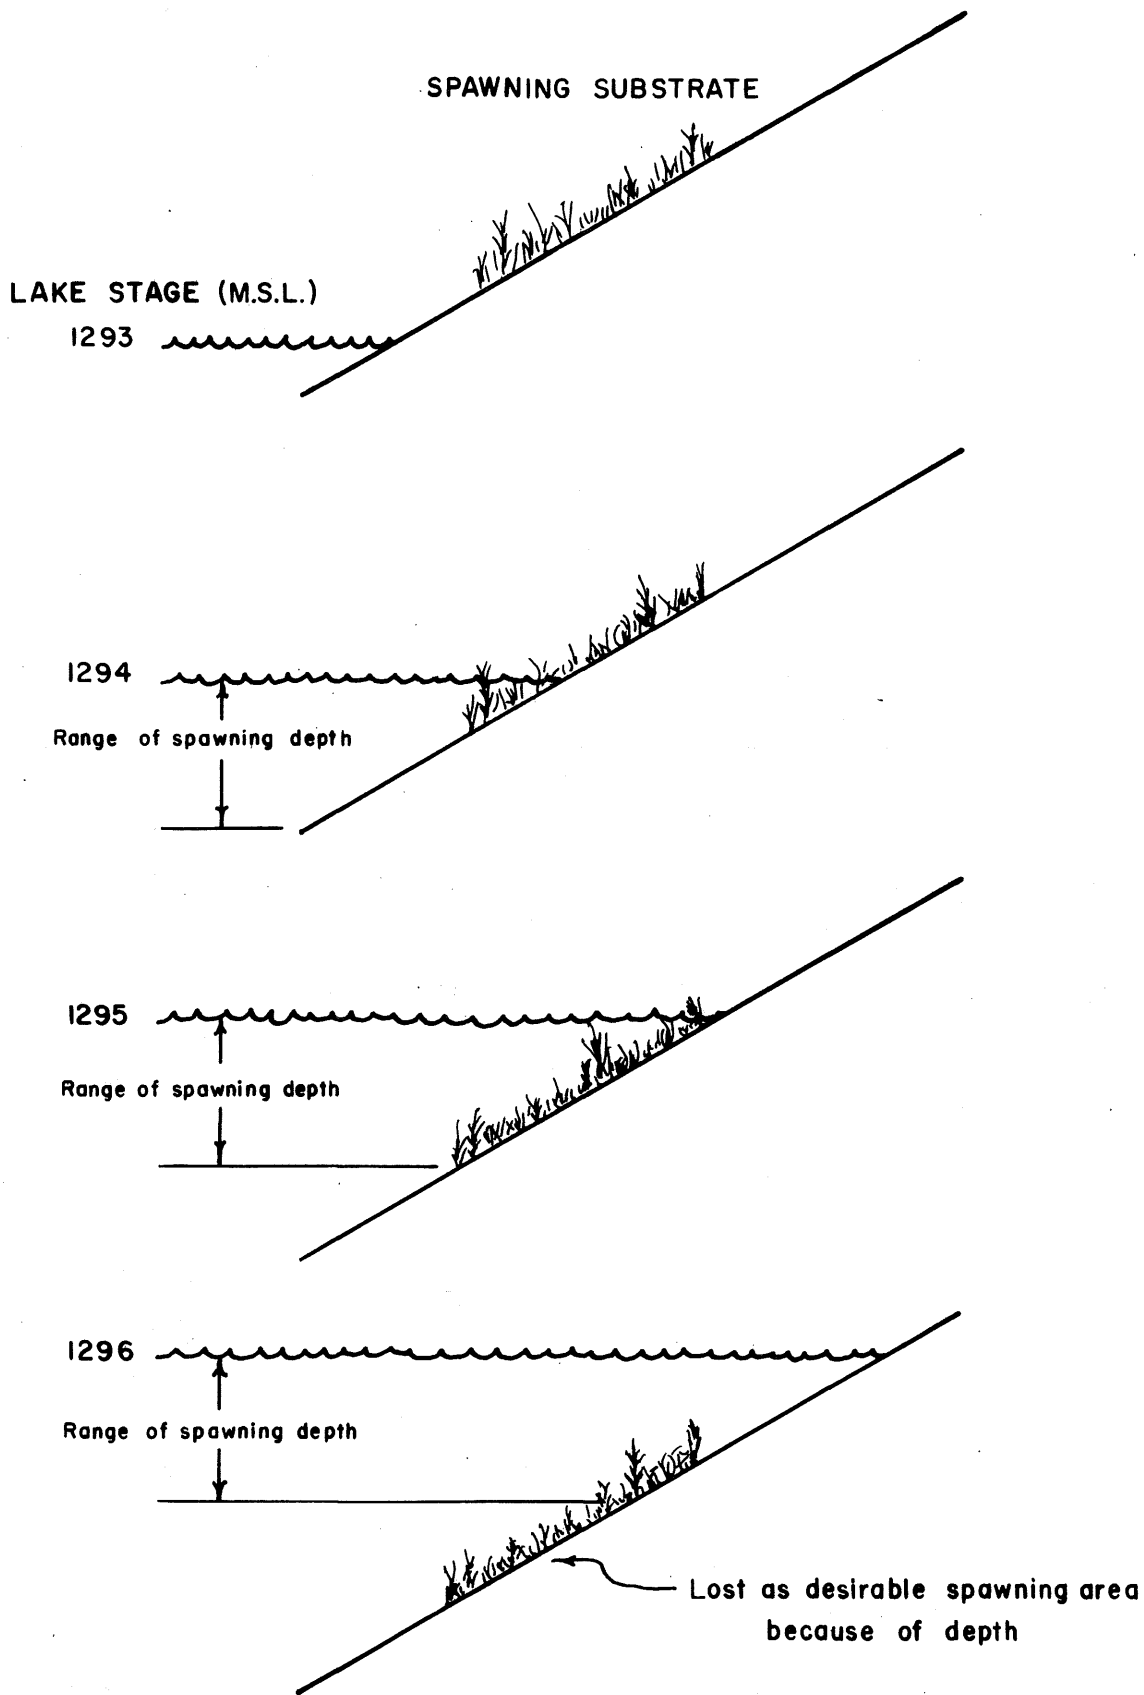 SPAWNING SUBSTRATE
LAKE STAGE (M.S.L.)
1293
1294
Range of spawning depth
1295
Range of spawning depth
1296
Range of spawning depth
Lost as desirable spawning area
because of depth